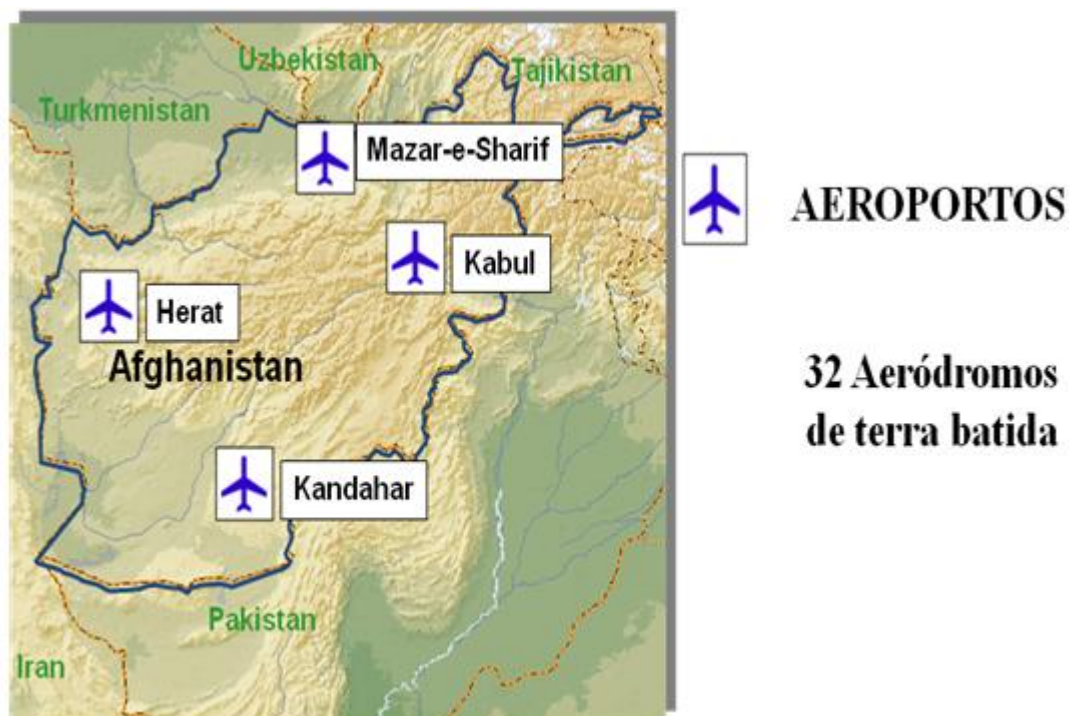 Uzbekistan
Tajikistan
Turkmenistan
Mazar-e-Sharif
AEROPORTOS
Kabul
Herat
Afghanistan
32 Aeródromos
de terra batida
Kandahar
Pakistan
Iran